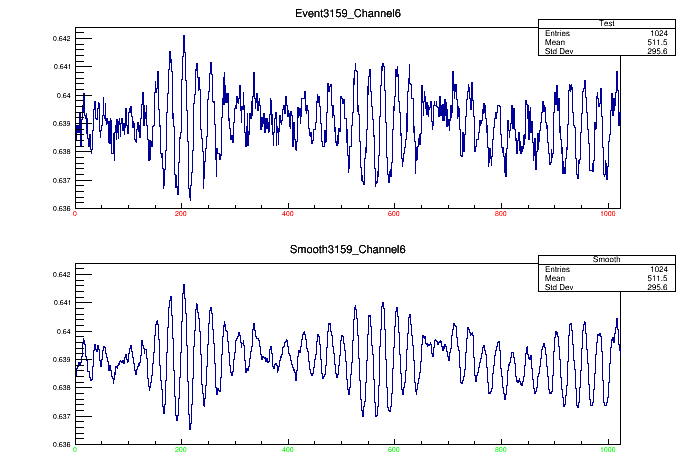 Event3159_Channel6
Test
Entries 1024
Mean 511.5
Std Dev 295.6
0.642
0.641
0.64
0.639
0.638
0.637
0.636
0 200 400 600 800 1000
Smooth3159_Channel6
Smooth
Entries 1024
Mean 511.5
Std Dev 295.6
0.642
0.641
0.64
0.639
0.638
0.637
0.636
0 200 400 600 800 1000